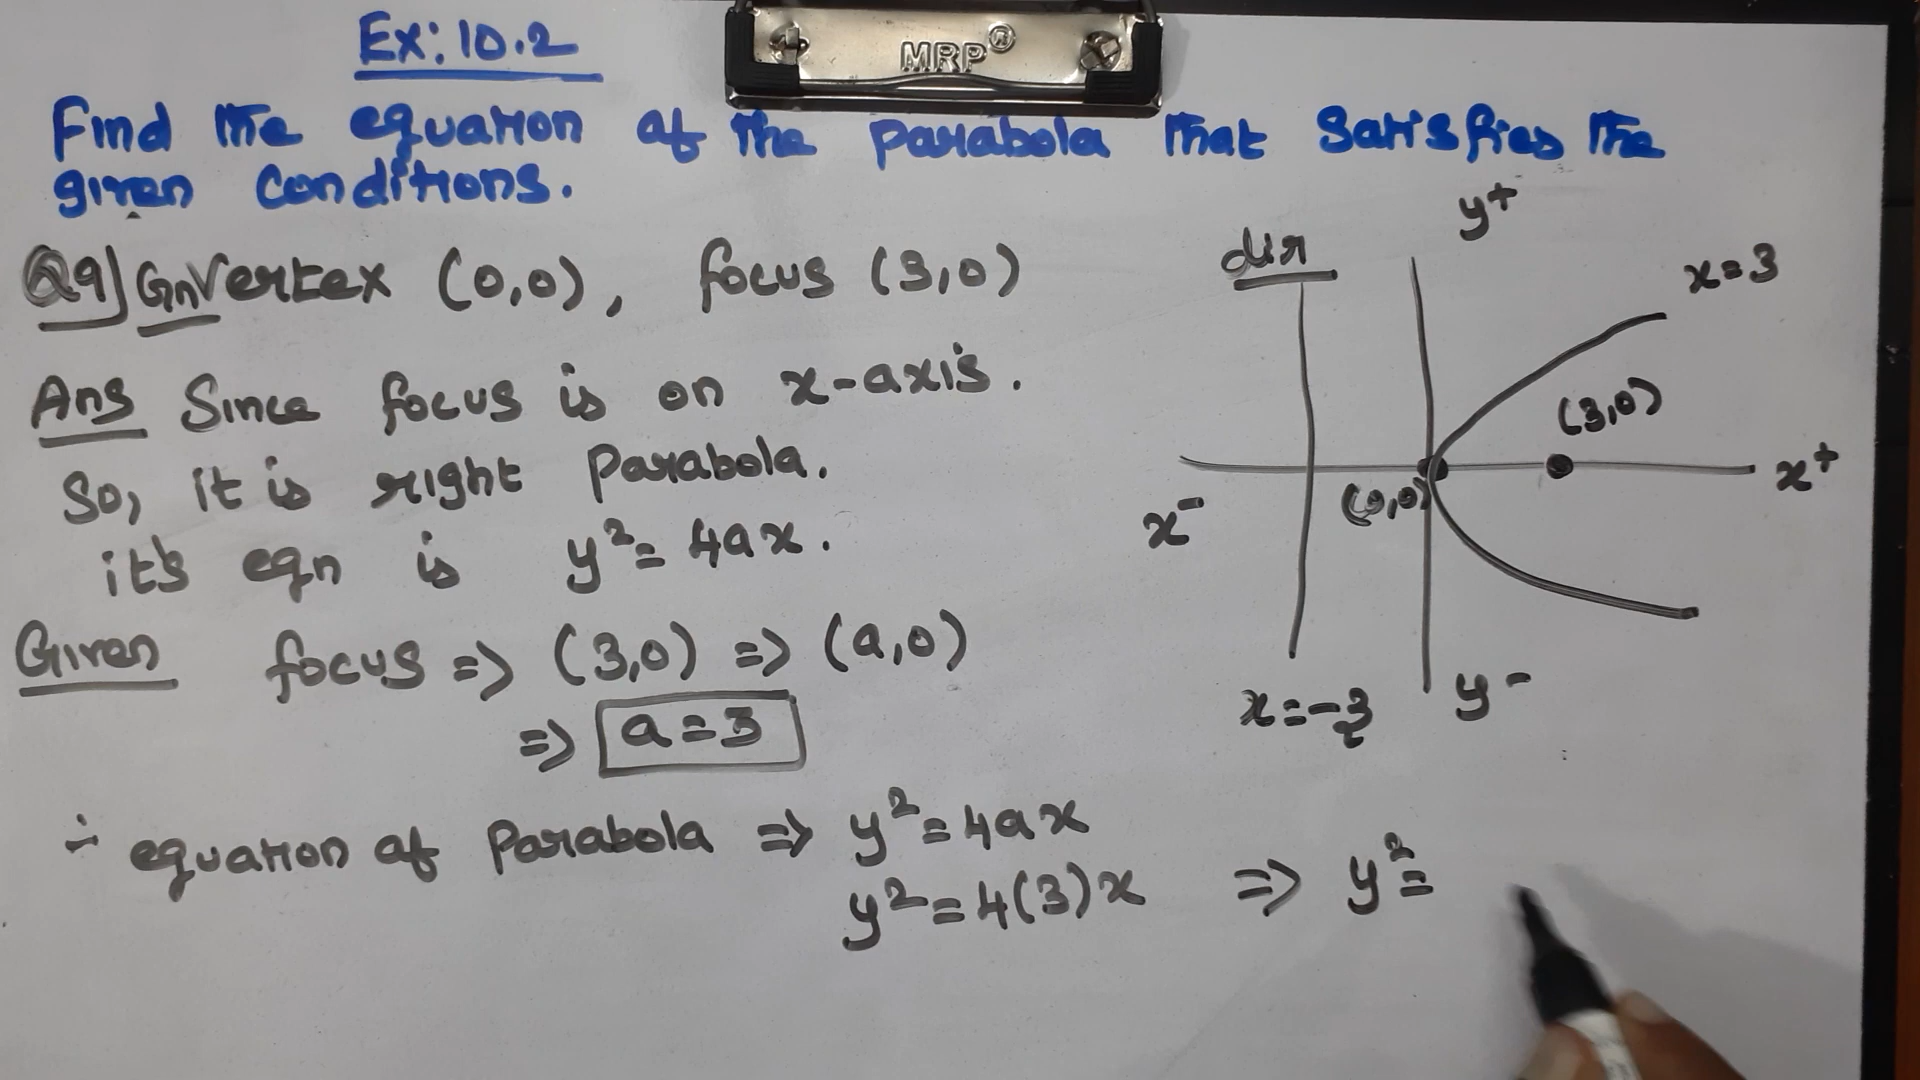 MRP®
Ex: 10.2
Find the equation of the parabola that satisfies the
given conditions.
Q9] Gn Vertex (0,0), focus (3,0)
Ans Since focus is on x-axis.
So, it is right Parabola.
it's eqn is y² = 4ax.
Given focus => (3,0) => (a,0)
=> a=3
∴ equation of Parabola => y² = 4ax
y² = 4(3)x => y² =
dir
y+
x=3
(3,0)
x+
(0,0)
x-
x=-3
y-